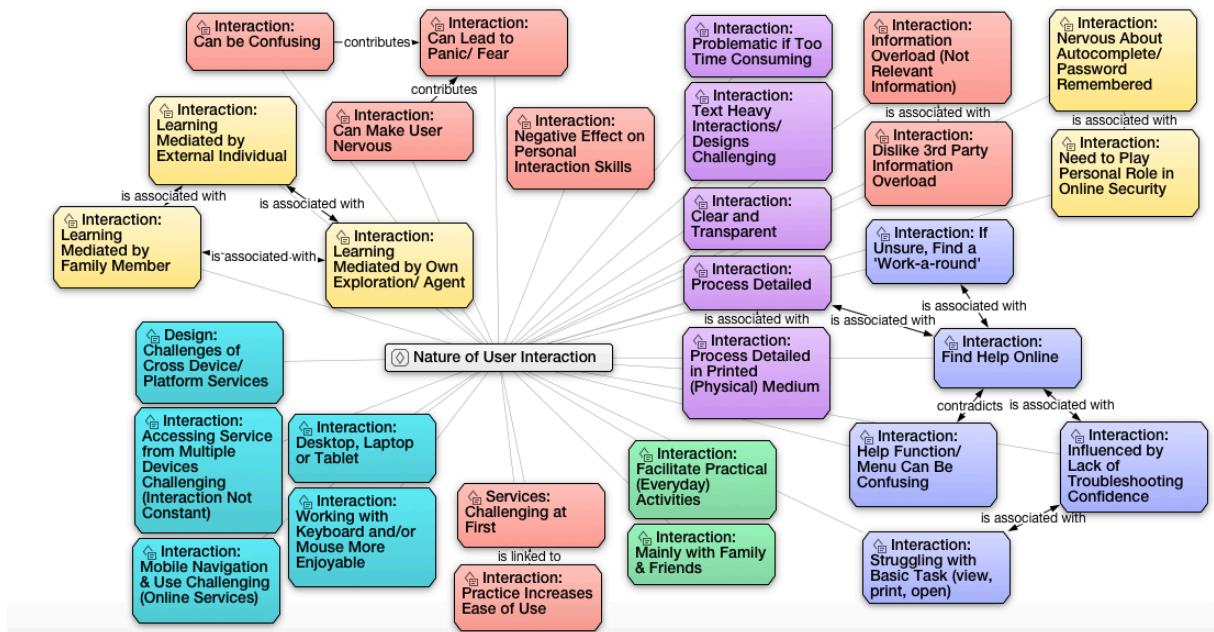 Interaction:
Can be Confusing
contributes
Interaction:
Can Lead to
Panic/ Fear
contributes
Interaction:
Can Make User
Nervous
Interaction:
Negative Effect on
Personal
Interaction Skills
Interaction:
Learning
Mediated by
External Individual
is associated with
is associated with
Interaction:
Learning
Mediated by
Family Member
is associated with
Interaction:
Learning
Mediated by Own
Exploration/ Agent
Interaction:
Problematic if Too
Time Consuming
Interaction:
Text Heavy
Interactions/
Designs
Challenging
Interaction:
Clear and
Transparent
Interaction:
Process Detailed
is associated with
is associated with
Interaction:
Process Detailed
in Printed
(Physical) Medium
Interaction:
Information
Overload (Not
Relevant
Information)
is associated with
Interaction:
Dislike 3rd Party
Information
Overload
Interaction:
Nervous About
Autocomplete/
Password
Remembered
is associated with
Interaction:
Need to Play
Personal Role in
Online Security
Interaction: If
Unsure, Find a
'Work-a-round'
is associated with
Interaction:
Find Help Online
contradicts
is associated with
Interaction:
Help Function/
Menu Can Be
Confusing
Interaction:
Influenced by
Lack of
Troubleshooting
Confidence
is associated with
Interaction:
Struggling with
Basic Task (view,
print, open)
Nature of User Interaction
Design:
Challenges of
Cross Device/
Platform Services
Interaction:
Accessing Service
from Multiple
Devices
Challenging
(Interaction Not
Constant)
Interaction:
Mobile Navigation
& Use Challenging
(Online Services)
Interaction:
Desktop, Laptop
or Tablet
Interaction:
Working with
Keyboard and/or
Mouse More
Enjoyable
Services:
Challenging at
First
is linked to
Interaction:
Practice Increases
Ease of Use
Interaction:
Facilitate Practical
(Everyday)
Activities
Interaction:
Mainly with Family
& Friends